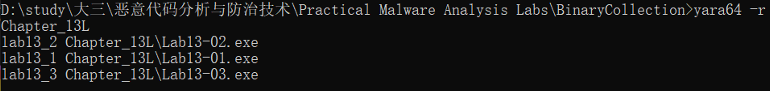 D:\study\大三\恶意代码分析与防治技术\Practical Malware Analysis Labs\BinaryCollection>yara64 -r
Chapter_13L
lab13_2 Chapter_13L\Lab13-02.exe
lab13_1 Chapter_13L\Lab13-01.exe
lab13_3 Chapter_13L\Lab13-03.exe